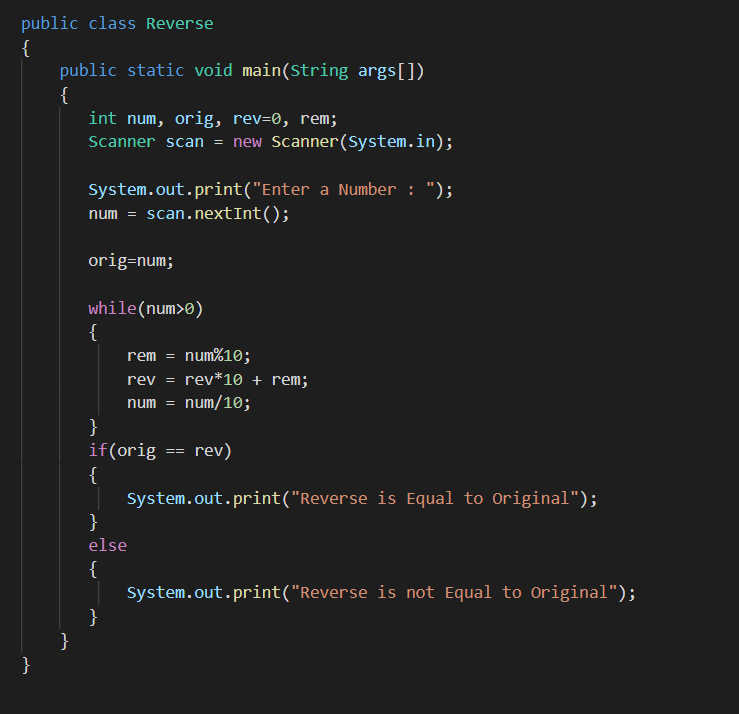 public class Reverse
{
    public static void main(String args[])
    {
       int num, orig, rev=0, rem;
       Scanner scan = new Scanner(System.in);

       System.out.print("Enter a Number : ");
       num = scan.nextInt();

       orig=num;

       while(num>0)
       {
           rem = num%10;
           rev = rev*10 + rem;
           num = num/10;
       }
       if(orig == rev)
       {
           System.out.print("Reverse is Equal to Original");
       }
       else
       {
           System.out.print("Reverse is not Equal to Original");
       }
    }
}